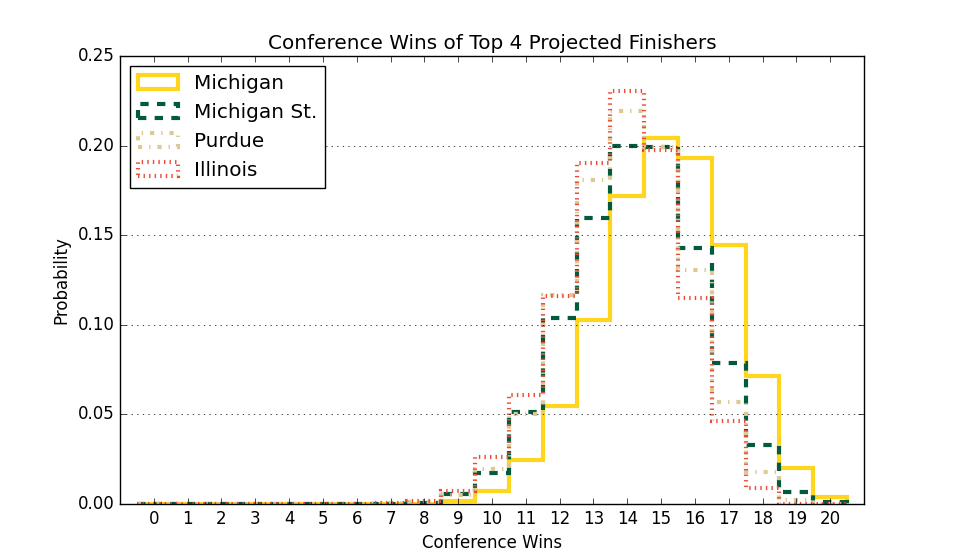 Conference Wins of Top 4 Projected Finishers
0.25
0.20
0.15
0.10
0.05
0.00
Probability
Michigan
Michigan St.
Purdue
Illinois
0 1 2 3 4 5 6 7 8 9 10 11 12 13 14 15 16 17 18 19 20
Conference Wins